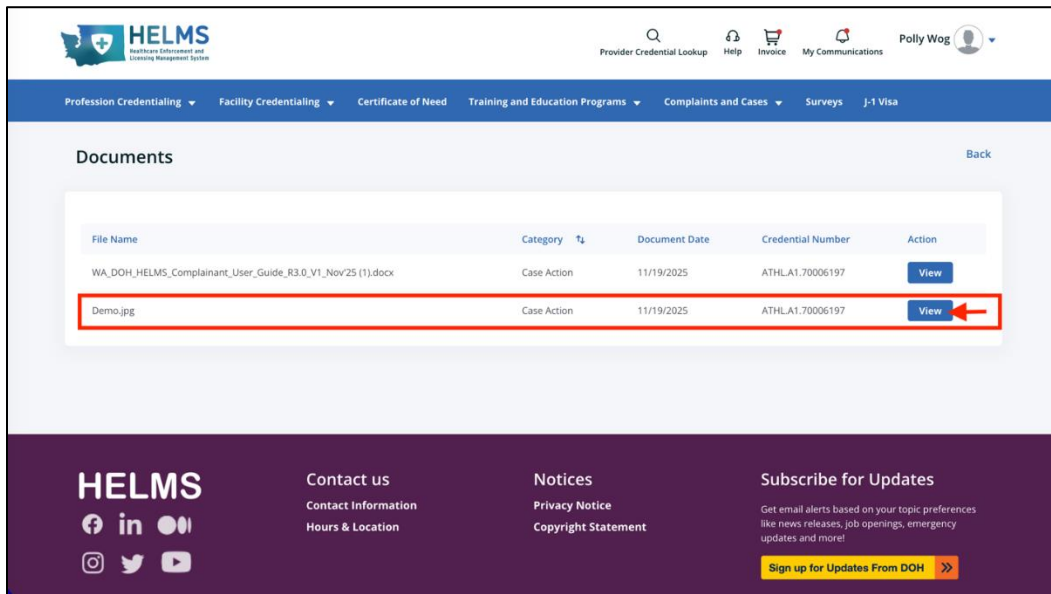 HELMS
Healthcare Enforcement and
Licensing Management System
Provider Credential Lookup
Help
Invoice
My Communications
Polly Wog
Profession Credentialing
Facility Credentialing
Certificate of Need
Training and Education Programs
Complaints and Cases
Surveys
J-1 Visa
Documents
Back
File Name
Category
Document Date
Credential Number
Action
WA_DOH_HELMS_Complainant_User_Guide_R3.0_V1_Nov'25 (1).docx
Case Action
11/19/2025
ATHL.A1.70006197
View
Demo.jpg
Case Action
11/19/2025
ATHL.A1.70006197
View
HELMS
Contact us
Contact Information
Hours & Location
Notices
Privacy Notice
Copyright Statement
Subscribe for Updates
Get email alerts based on your topic preferences
like news releases, job openings, emergency
updates and more!
Sign up for Updates From DOH